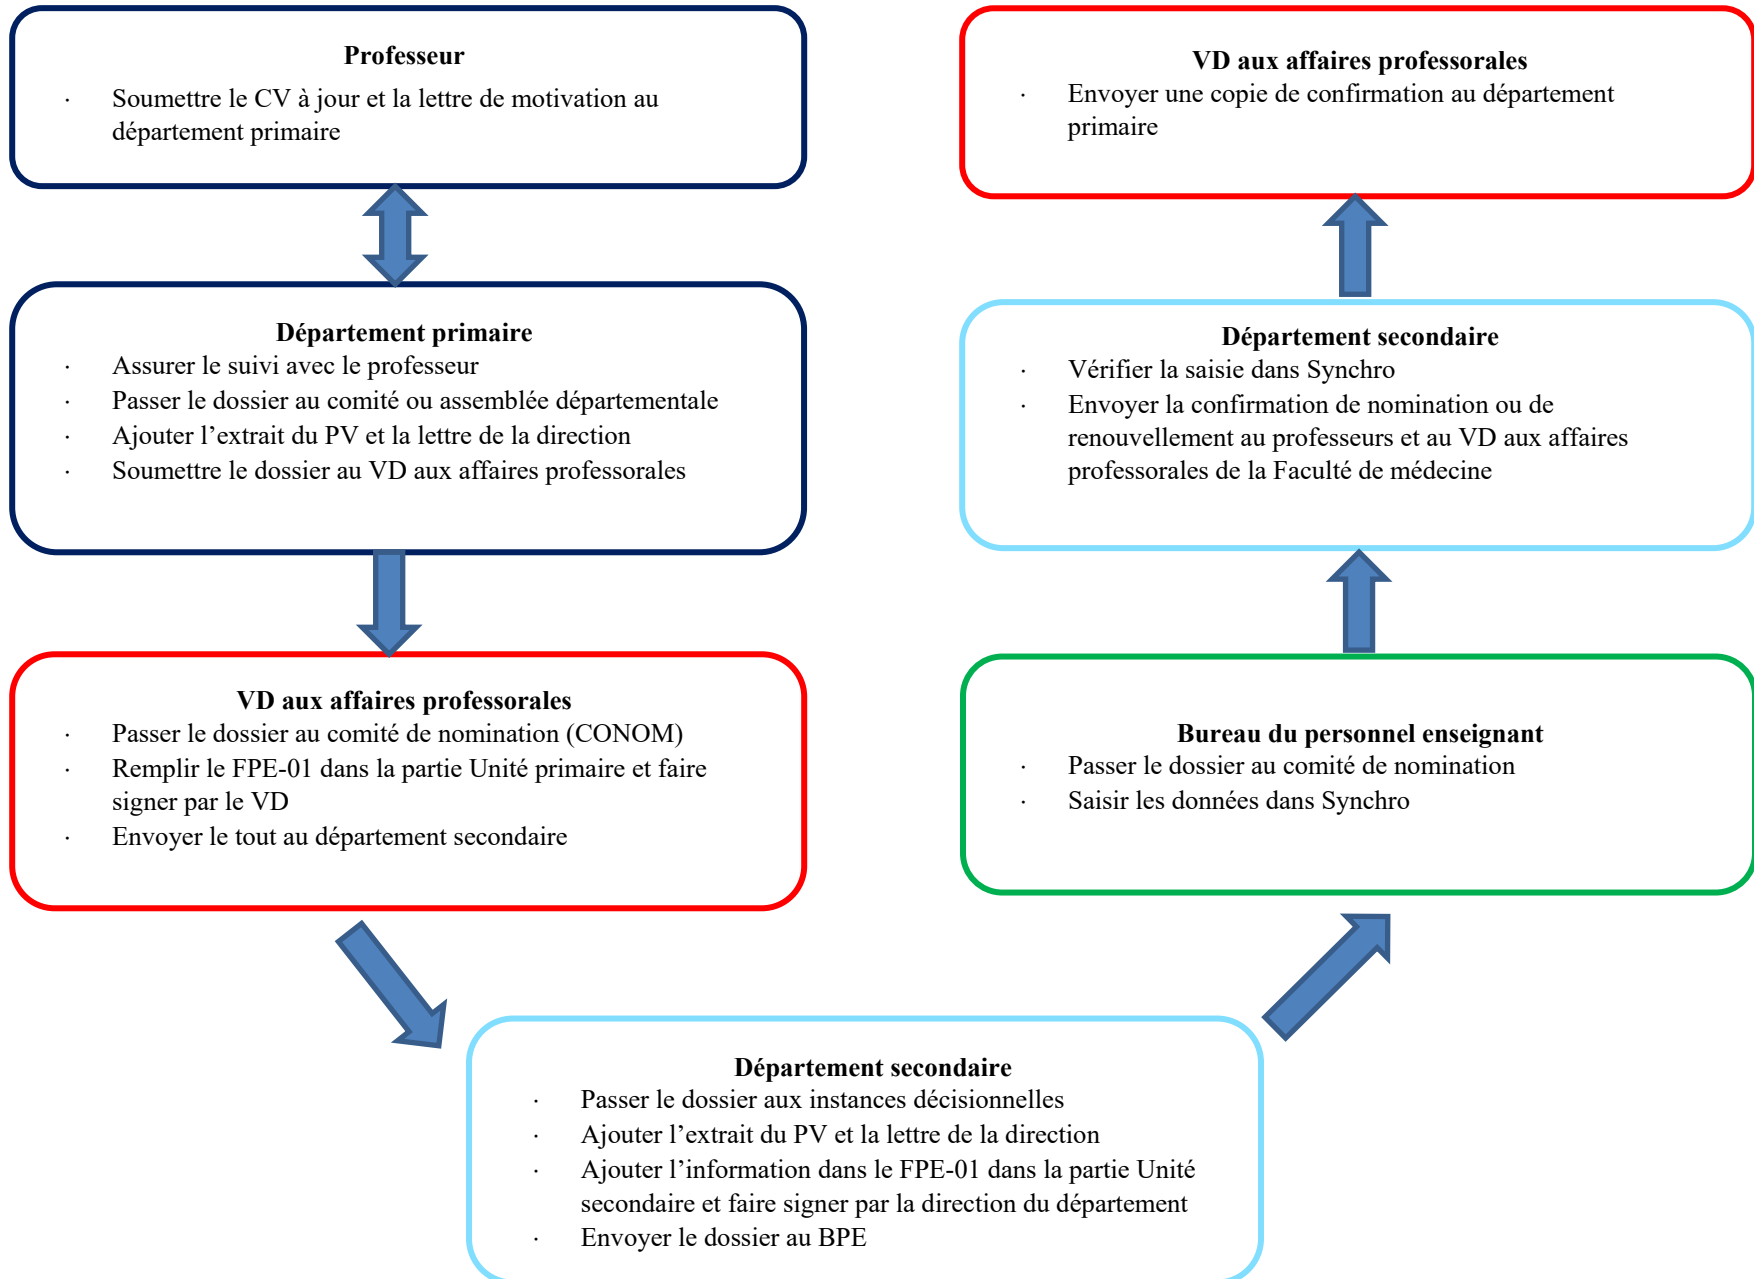 Professeur
· Soumettre le CV à jour et la lettre de motivation au
département primaire
Département primaire
· Assurer le suivi avec le professeur
· Passer le dossier au comité ou assemblée départementale
· Ajouter l’extrait du PV et la lettre de la direction
· Soumettre le dossier au VD aux affaires professorales
VD aux affaires professorales
· Passer le dossier au comité de nomination (CONOM)
· Remplir le FPE-01 dans la partie Unité primaire et faire
signer par le VD
· Envoyer le tout au département secondaire
Département secondaire
· Passer le dossier aux instances décisionnelles
· Ajouter l’extrait du PV et la lettre de la direction
· Ajouter l’information dans le FPE-01 dans la partie Unité
secondaire et faire signer par la direction du département
· Envoyer le dossier au BPE
Bureau du personnel enseignant
· Passer le dossier au comité de nomination
· Saisir les données dans Synchro
Département secondaire
· Vérifier la saisie dans Synchro
· Envoyer la confirmation de nomination ou de
renouvellement au professeurs et au VD aux affaires
professorales de la Faculté de médecine
VD aux affaires professorales
· Envoyer une copie de confirmation au département
primaire